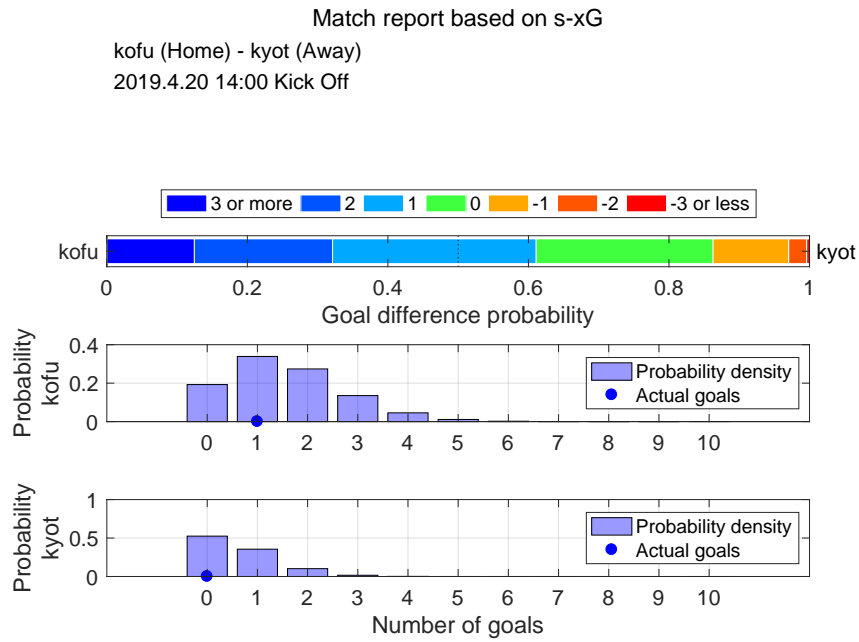 Match report based on s-xG
kofu (Home) - kyot (Away)
2019.4.20 14:00 Kick Off
3 or more 2 1 0 -1 -2 -3 or less
kofu kyot
0 0.2 0.4 0.6 0.8 1
Goal difference probability
Probability
kofu
0.4
0.2
0
Probability density
Actual goals
0 1 2 3 4 5 6 7 8 9 10
Probability
kyot
1
0.5
0
Probability density
Actual goals
0 1 2 3 4 5 6 7 8 9 10
Number of goals